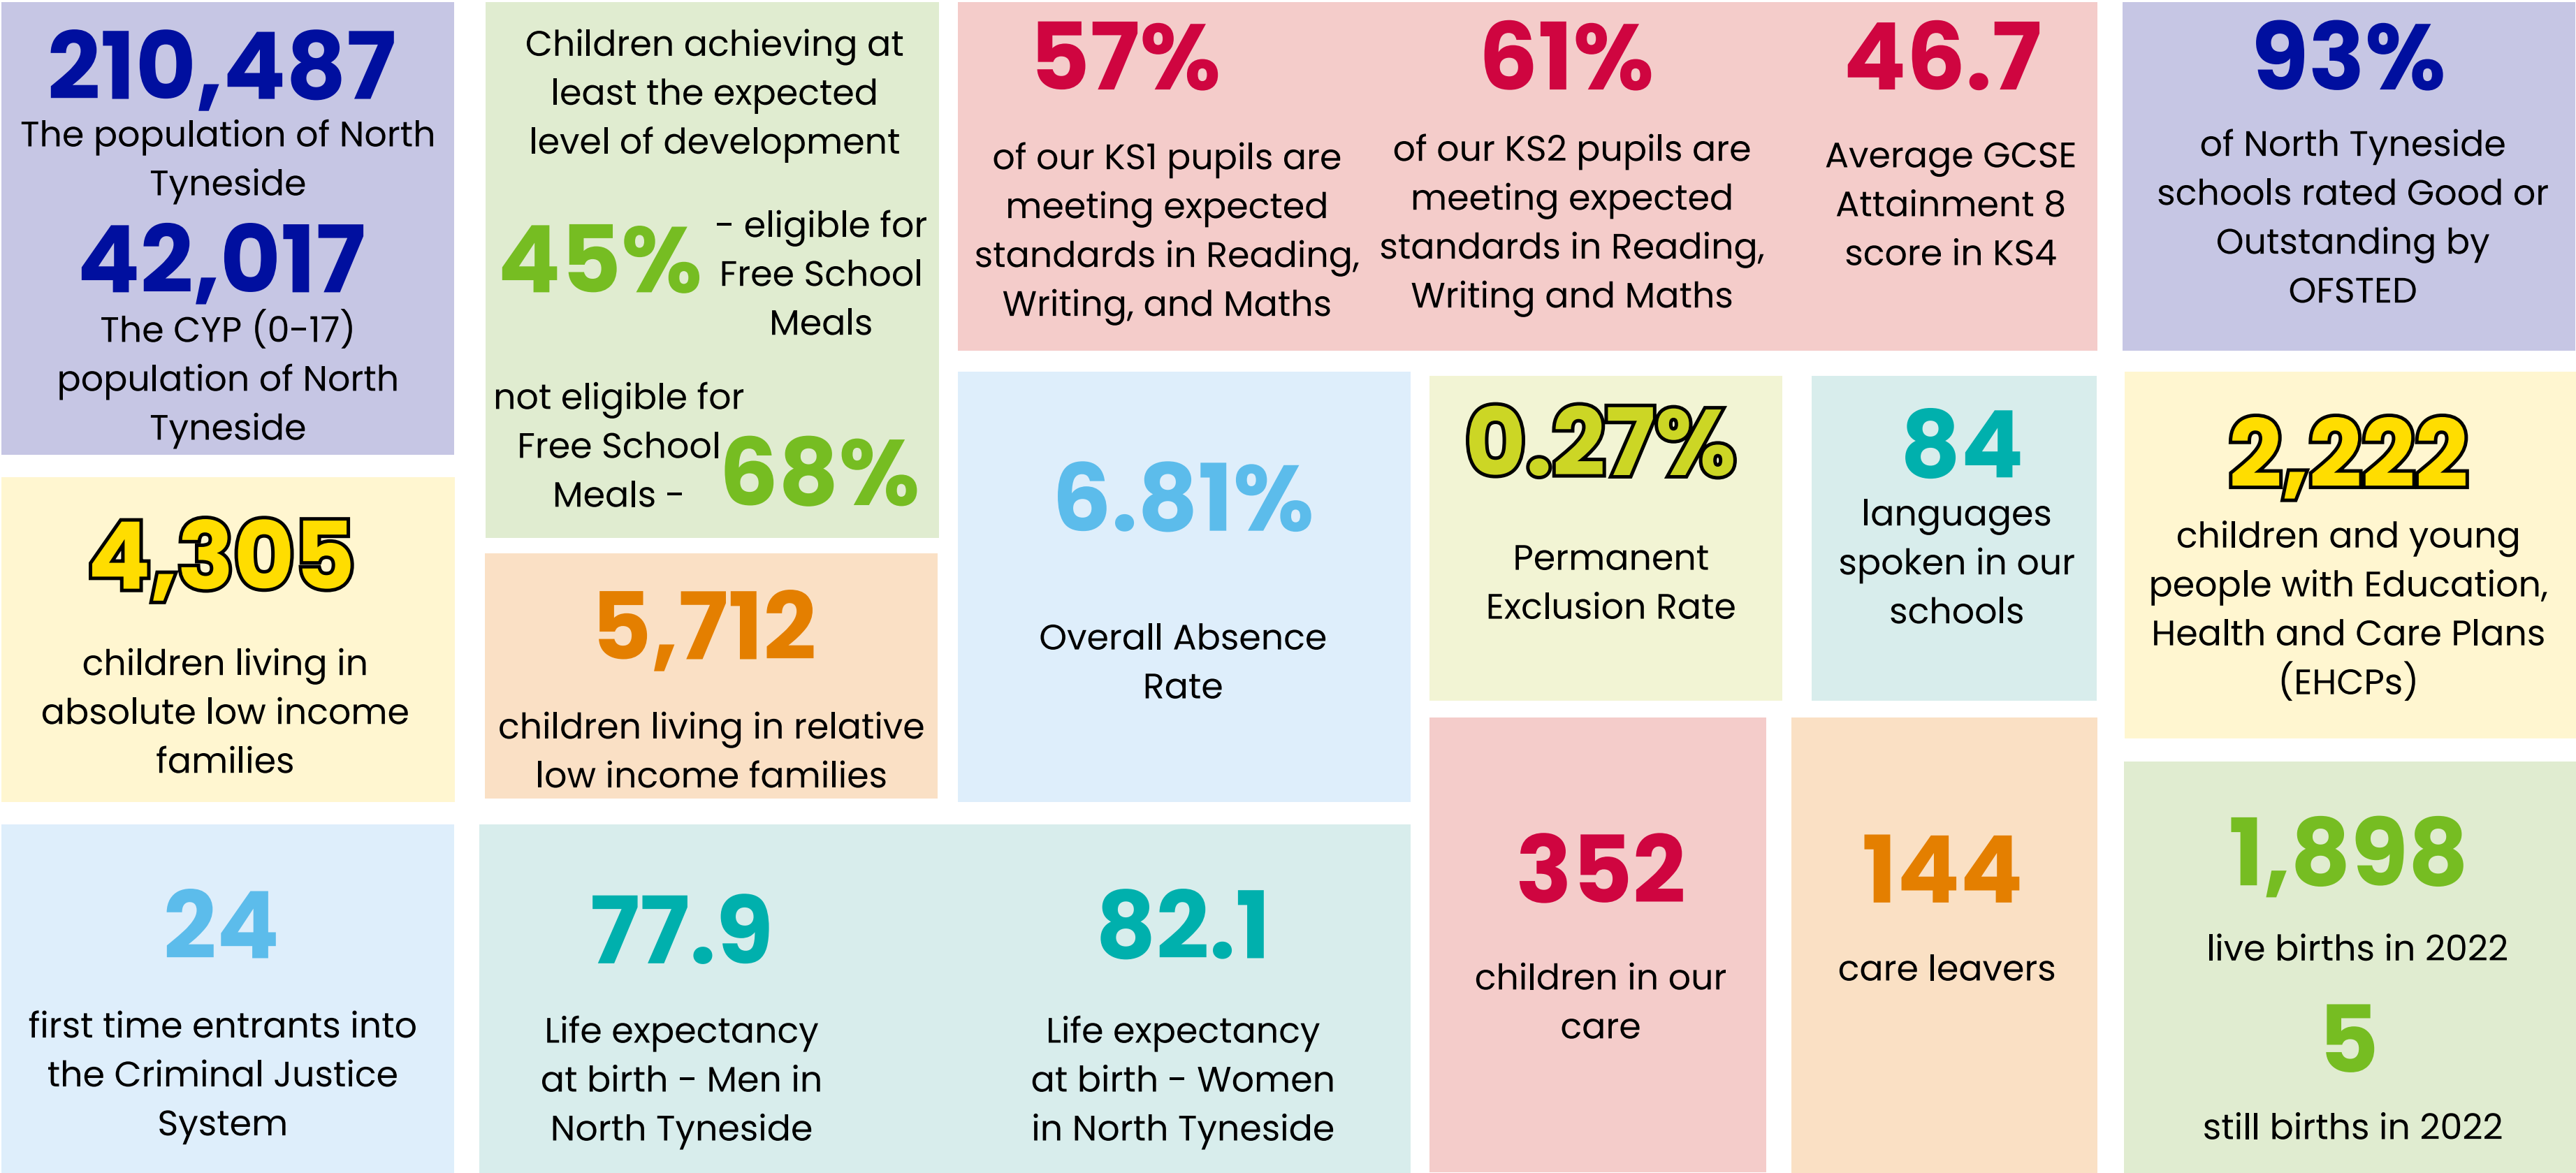 210,487
The population of North
Tyneside
42,017
The CYP (0-17)
population of North
Tyneside
Children achieving at
least the expected
level of development
45%
- eligible for
Free School
Meals
not eligible for
Free School
Meals -
68%
57%
of our KS1 pupils are
meeting expected
standards in Reading,
Writing, and Maths
61%
of our KS2 pupils are
meeting expected
standards in Reading,
Writing and Maths
46.7
Average GCSE
Attainment 8
score in KS4
93%
of North Tyneside
schools rated Good or
Outstanding by
OFSTED
4,305
children living in
absolute low income
families
5,712
children living in relative
low income families
6.81%
Overall Absence
Rate
0.27%
Permanent
Exclusion Rate
84
languages
spoken in our
schools
2,222
children and young
people with Education,
Health and Care Plans
(EHCPs)
24
first time entrants into
the Criminal Justice
System
77.9
Life expectancy
at birth - Men in
North Tyneside
82.1
Life expectancy
at birth - Women
in North Tyneside
352
children in our
care
144
care leavers
1,898
live births in 2022
5
still births in 2022